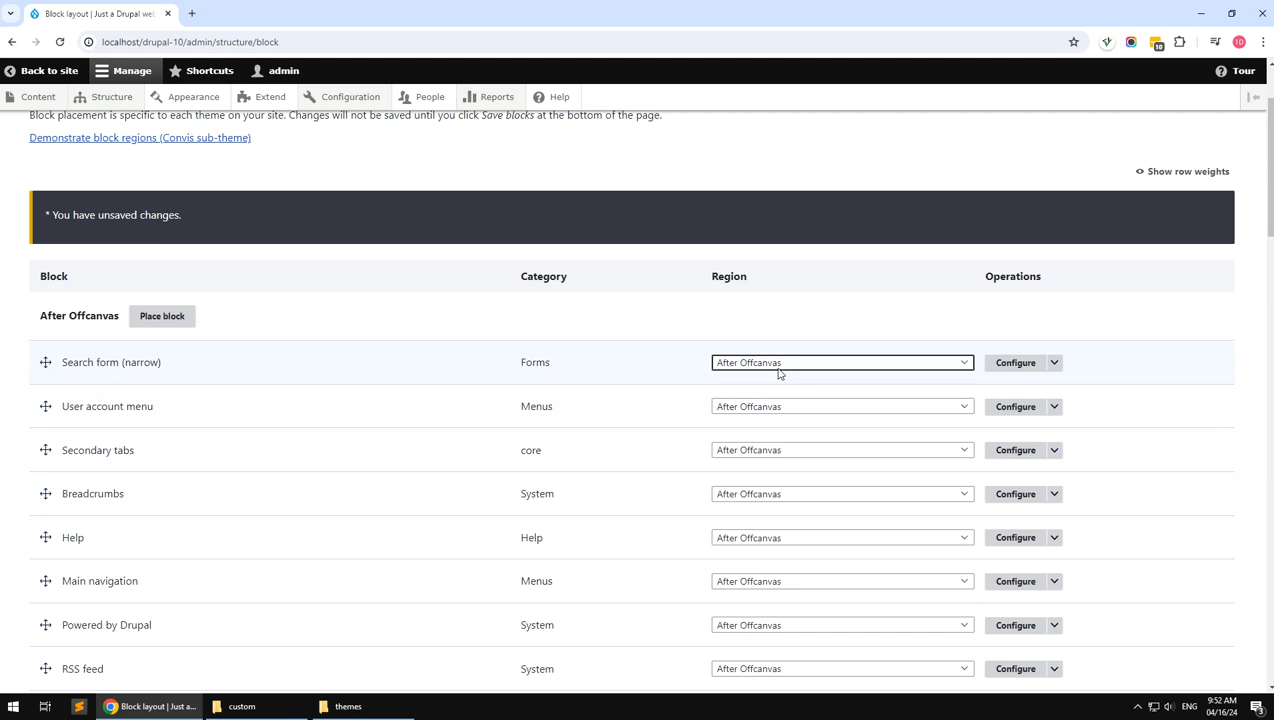 Block layout | Just a Drupal web
localhost/drupal-10/admin/structure/block
10
1D
Back to site
Manage
Shortcuts
admin
Tour
Content
Structure
Appearance
Extend
Configuration
People
Reports
Help
Block placement is specific to each theme on your site. Changes will not be saved until you click Save blocks at the bottom of the page.
Demonstrate block regions (Convis sub-theme)
Show row weights
* You have unsaved changes.
Block Category Region Operations
After Offcanvas Place block
Search form (narrow) Forms After Offcanvas Configure
User account menu Menus After Offcanvas Configure
Secondary tabs core After Offcanvas Configure
Breadcrumbs System After Offcanvas Configure
Help Help After Offcanvas Configure
Main navigation Menus After Offcanvas Configure
Powered by Drupal System After Offcanvas Configure
RSS feed System After Offcanvas Configure
Block layout | Just a...
custom
themes
ENG
9:52 AM
04/16/24
3